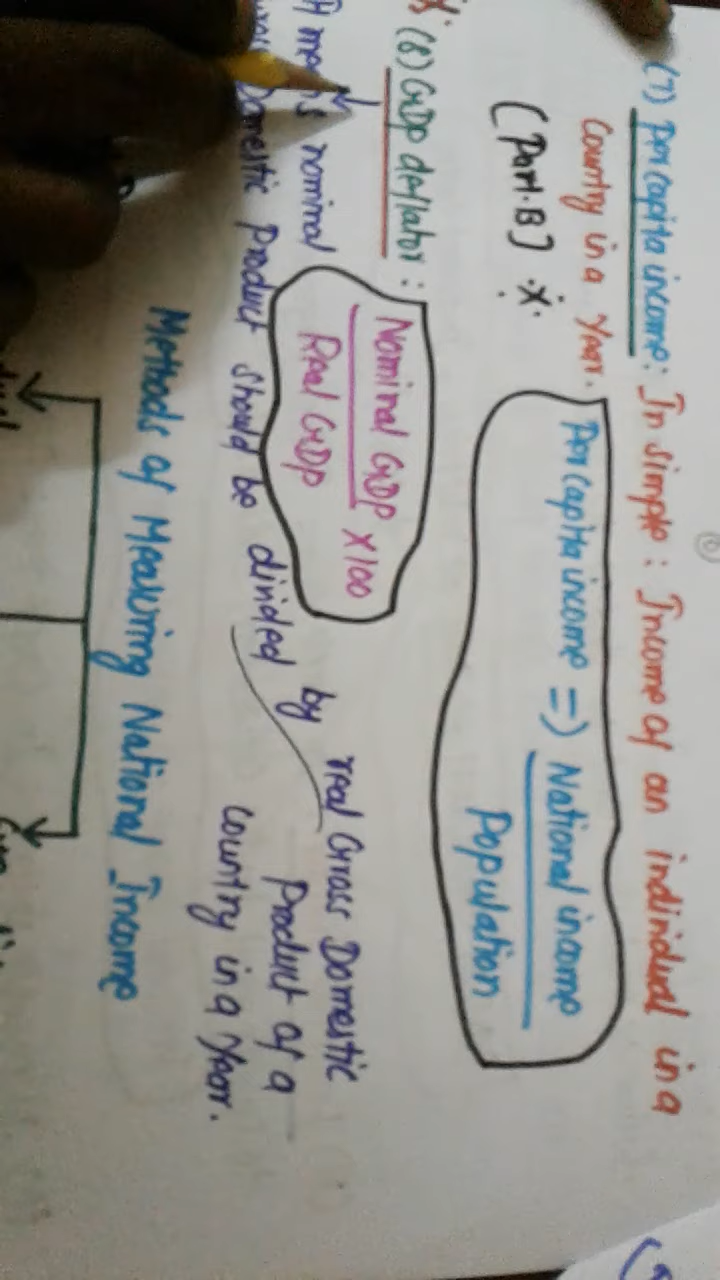 (7) Per capita income: In simple: Income of an individual in a
Country in a Year.
(Part.B)
Per capita income => National income
Population
(8) GDP deflator: Nominal GDP
Real GDP
X 100
nominal
Domestic Product should be divided by real Gross Domestic
Product of a
country in a year.
Methods of Measuring National Income